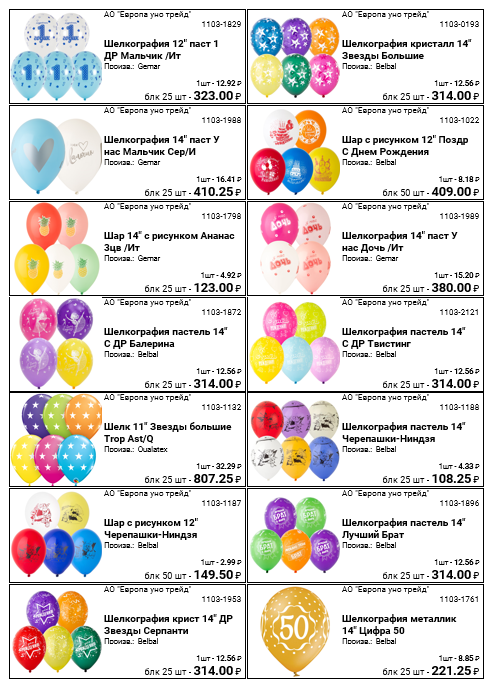 АО "Европа уно трейд"
1103-1829
Шелкография 12" паст 1
ДР Мальчик /Ит
Произв.: Gemar
1шт - 12.92 ₽
блк 25 шт - 323.00 ₽
АО "Европа уно трейд"
1103-0193
Шелкография кристалл 14"
Звезды Большие
Произв.: Belbal
1шт - 12.56 ₽
блк 25 шт - 314.00 ₽
АО "Европа уно трейд"
1103-1988
Шелкография 14" паст У
нас Мальчик Сер/И
Произв.: Gemar
1шт - 16.41 ₽
блк 25 шт - 410.25 ₽
АО "Европа уно трейд"
1103-1022
Шар с рисунком 12" Поздр
С Днем Рождения
Произв.: Belbal
1шт - 8.18 ₽
блк 50 шт - 409.00 ₽
АО "Европа уно трейд"
1103-1798
Шар 14" с рисунком Ананас
3цв /Ит
Произв.: Gemar
1шт - 4.92 ₽
блк 25 шт - 123.00 ₽
АО "Европа уно трейд"
1103-1989
Шелкография 14" паст У
нас Дочь /Ит
Произв.: Gemar
1шт - 15.20 ₽
блк 25 шт - 380.00 ₽
АО "Европа уно трейд"
1103-1872
Шелкография пастель 14"
С ДР Балерина
Произв.: Belbal
1шт - 12.56 ₽
блк 25 шт - 314.00 ₽
АО "Европа уно трейд"
1103-2121
Шелкография пастель 14"
С ДР Твистинг
Произв.: Belbal
1шт - 12.56 ₽
блк 25 шт - 314.00 ₽
АО "Европа уно трейд"
1103-1132
Шелк 11" Звезды большие
Trop Ast/Q
Произв.: Qualatex
1шт - 32.29 ₽
блк 25 шт - 807.25 ₽
АО "Европа уно трейд"
1103-1188
Шелкография пастель 14"
Черепашки-Ниндзя
Произв.: Belbal
1шт - 4.33 ₽
блк 25 шт - 108.25 ₽
АО "Европа уно трейд"
1103-1187
Шар с рисунком 12"
Черепашки-Ниндзя
Произв.: Belbal
1шт - 2.99 ₽
блк 50 шт - 149.50 ₽
АО "Европа уно трейд"
1103-1896
Шелкография пастель 14"
Лучший Брат
Произв.: Belbal
1шт - 12.56 ₽
блк 25 шт - 314.00 ₽
АО "Европа уно трейд"
1103-1953
Шелкография крист 14" ДР
Звезды Серпанти
Произв.: Belbal
1шт - 12.56 ₽
блк 25 шт - 314.00 ₽
АО "Европа уно трейд"
1103-1761
50
Шелкография металлик
14" Цифра 50
Произв.: Belbal
1шт - 8.85 ₽
блк 25 шт - 221.25 ₽